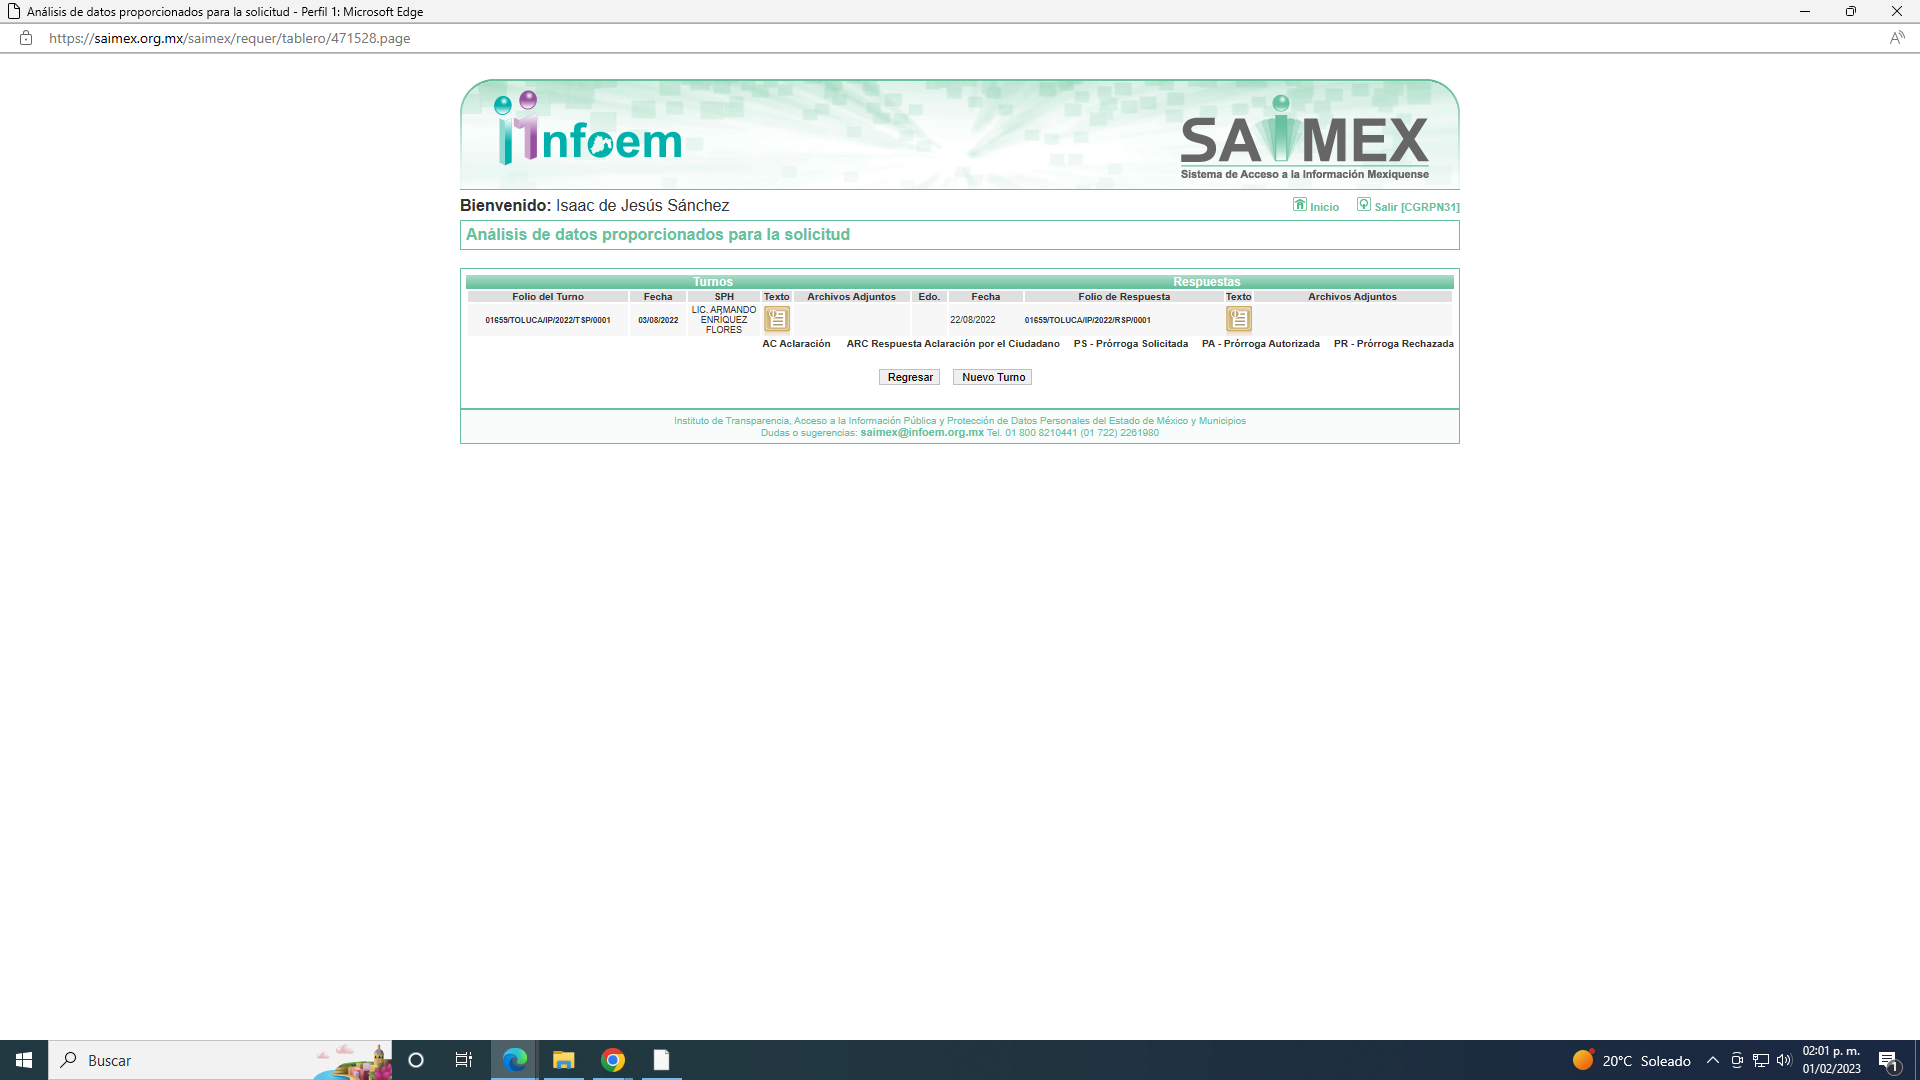 Análisis de datos proporcionados para la solicitud - Perfil 1: Microsoft Edge
https://saimex.org.mx/saimex/requer/tablero/471528.page
infoem
SAIMEX
Sistema de Acceso a la Información Mexiquense
Bienvenido: Isaac de Jesús Sánchez
Inicio Salir [CGRPN31]
Análisis de datos proporcionados para la solicitud
Turnos Respuestas
Folio del Turno Fecha SPH Texto Archivos Adjuntos Edo. Fecha Folio de Respuesta Texto Archivos Adjuntos
01659/TOLUCA/IP/2022/TSP/0001 03/08/2022 LIC. ARMANDO
ENRÍQUEZ
FLORES
22/08/2022 01659/TOLUCA/IP/2022/RSP/0001
AC Aclaración ARC Respuesta Aclaración por el Ciudadano PS - Prórroga Solicitada PA - Prórroga Autorizada PR - Prórroga Rechazada
Regresar Nuevo Turno
Instituto de Transparencia, Acceso a la Información Pública y Protección de Datos Personales del Estado de México y Municipios
Dudas o sugerencias: saimex@infoem.org.mx Tel. 01 800 8210441 (01 722) 2261980
Buscar
20°C Soleado
02:01 p. m.
01/02/2023
1